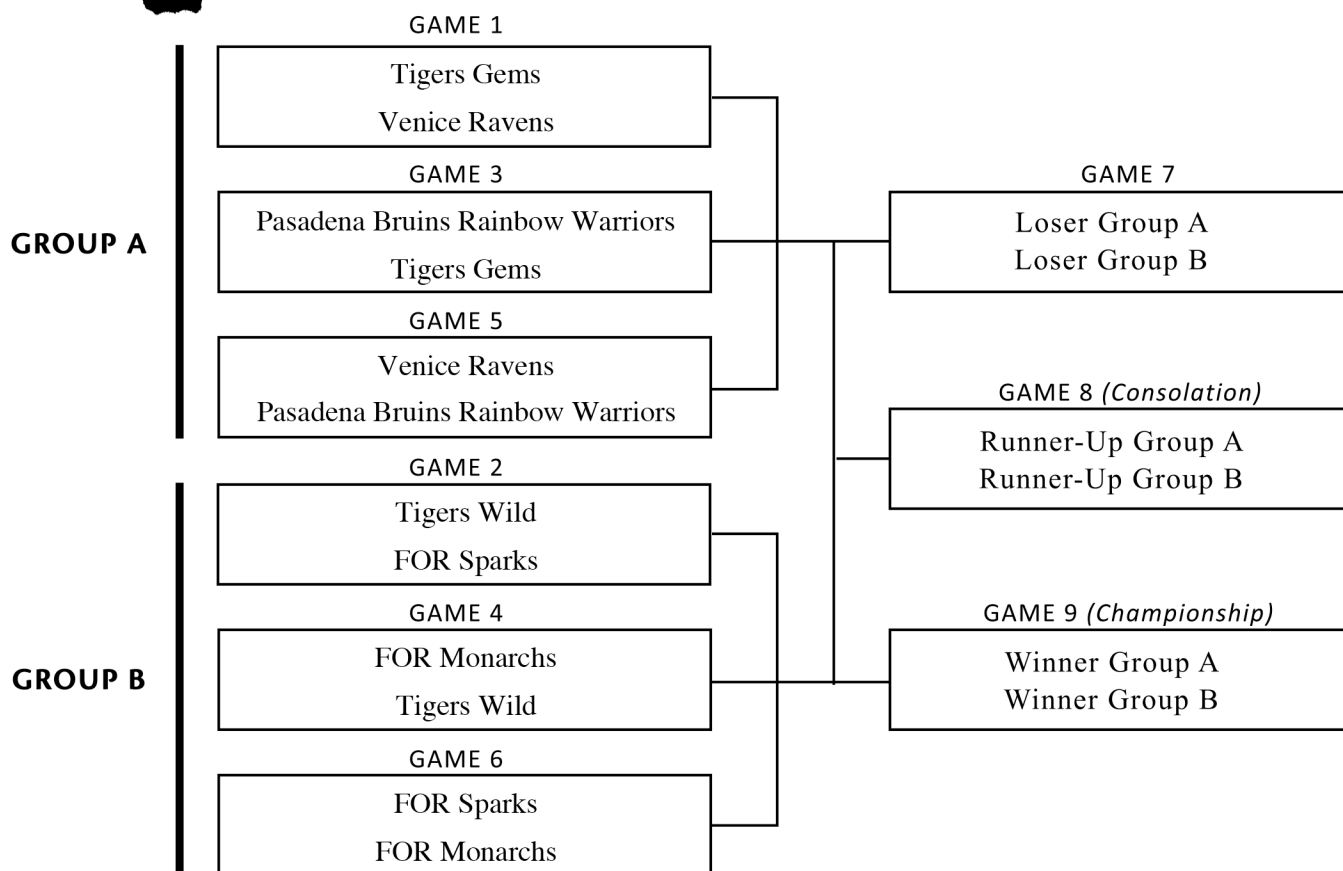 GAME 1
Tigers Gems
Venice Ravens
GAME 3
Pasadena Bruins Rainbow Warriors
Tigers Gems
GROUP A
GAME 5
Venice Ravens
Pasadena Bruins Rainbow Warriors
GAME 2
Tigers Wild
FOR Sparks
GAME 4
FOR Monarchs
Tigers Wild
GROUP B
GAME 6
FOR Sparks
FOR Monarchs
GAME 7
Loser Group A
Loser Group B
GAME 8 (Consolation)
Runner-Up Group A
Runner-Up Group B
GAME 9 (Championship)
Winner Group A
Winner Group B